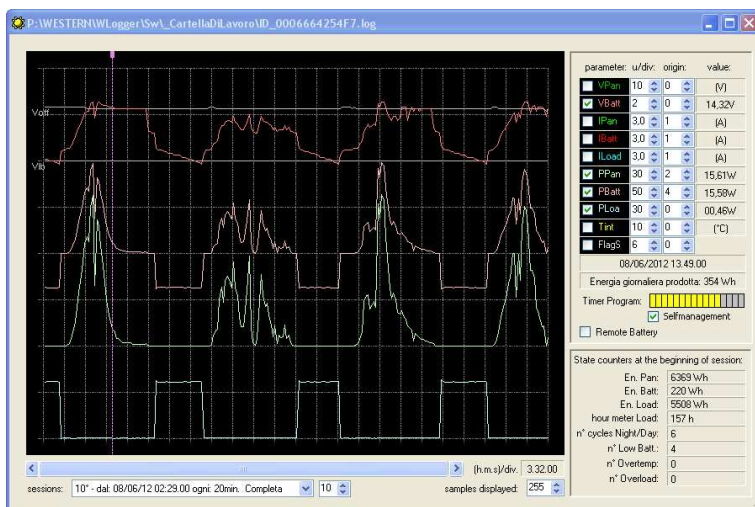 P:\WESTERN\WLogger\Sw\_CartellaDiLavoro\ID_0006664254F7.log
parameter: u/div: origin: value:
VPan 10 0 (V)
VBatt 2 0 14,32V
IPan 3,0 1 (A)
IBatt 3,0 1 (A)
ILoad 3,0 1 (A)
PPan 30 2 15,61W
PBatt 50 4 15,58W
PLoa 30 0 00,46W
Tint 10 0 (°C)
FlagS 6 0
08/06/2012 13.49.00
Energia giornaliera prodotta: 354 Wh
Timer Program:
Selfmanagement
Remote Battery
Voff
Vlb
State counters at the beginning of session:
En. Pan: 6369 Wh
En. Batt: 220 Wh
En. Load: 5508 Wh
hour meter Load: 157 h
n° cycles Night/Day: 6
n° Low Batt.: 4
n° Overtemp: 0
n° Overload: 0
(h.m.s)/div. 3.32.00
sessions: 10° - dal: 08/06/12 02:29.00 ogni: 20min. Completa 10 samples displayed: 255